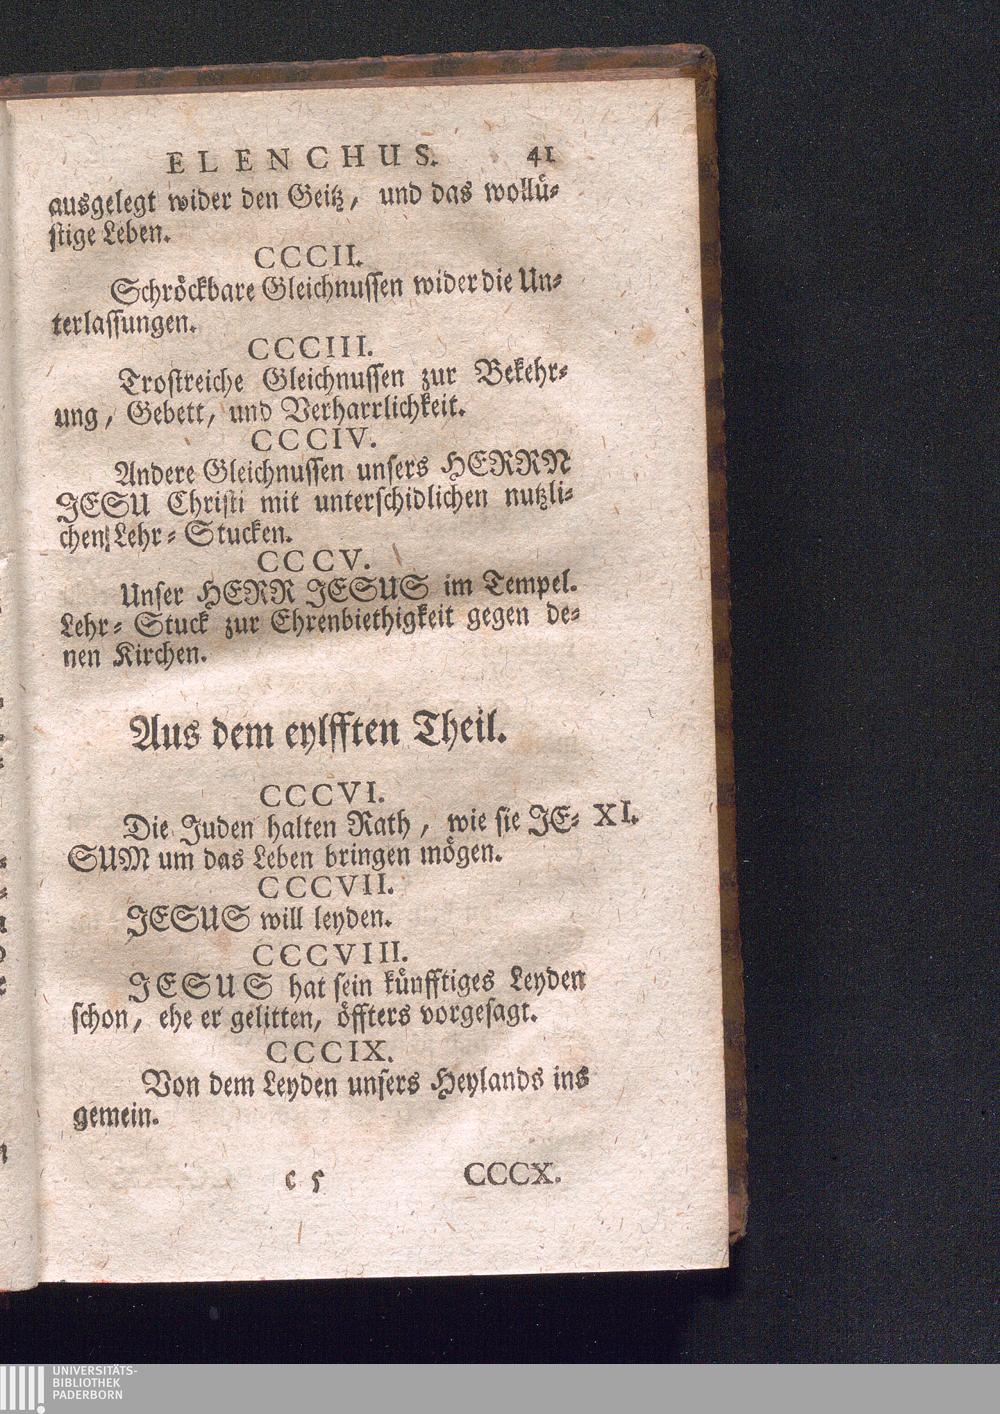 ELENCHUS. 41
ausgelegt wider den Geitz, und das wollü-
stige Leben.
CCCII.
Schröckbare Gleichnussen wider die Un-
terlassungen.
CCCIII.
Trostreiche Gleichnussen zur Bekehr-
ung, Gebett, und Verharrlichkeit.
CCCIV.
Andere Gleichnussen unsers HERRN
JESU Christi mit unterschidlichen nutzli-
chen Lehr-Stucken.
CCCV.
Unser HERR JESUS im Tempel.
Lehr-Stuck zur Ehrenbiethigkeit gegen de-
nen Kirchen.
Aus dem eylfften Theil.
CCCVI.
Die Juden halten Rath, wie sie JE- XI.
SUM um das Leben bringen mögen.
CCCVII.
JESUS will leyden.
CCCVIII.
JESUS hat sein künfftiges Leyden
schon, ehe er gelitten, öffters vorgesagt.
CCCIX.
Von dem Leyden unsers Heylands ins
gemein.
c 5 CCCX.
UNIVERSITÄTS-
BIBLIOTHEK
PADERBORN